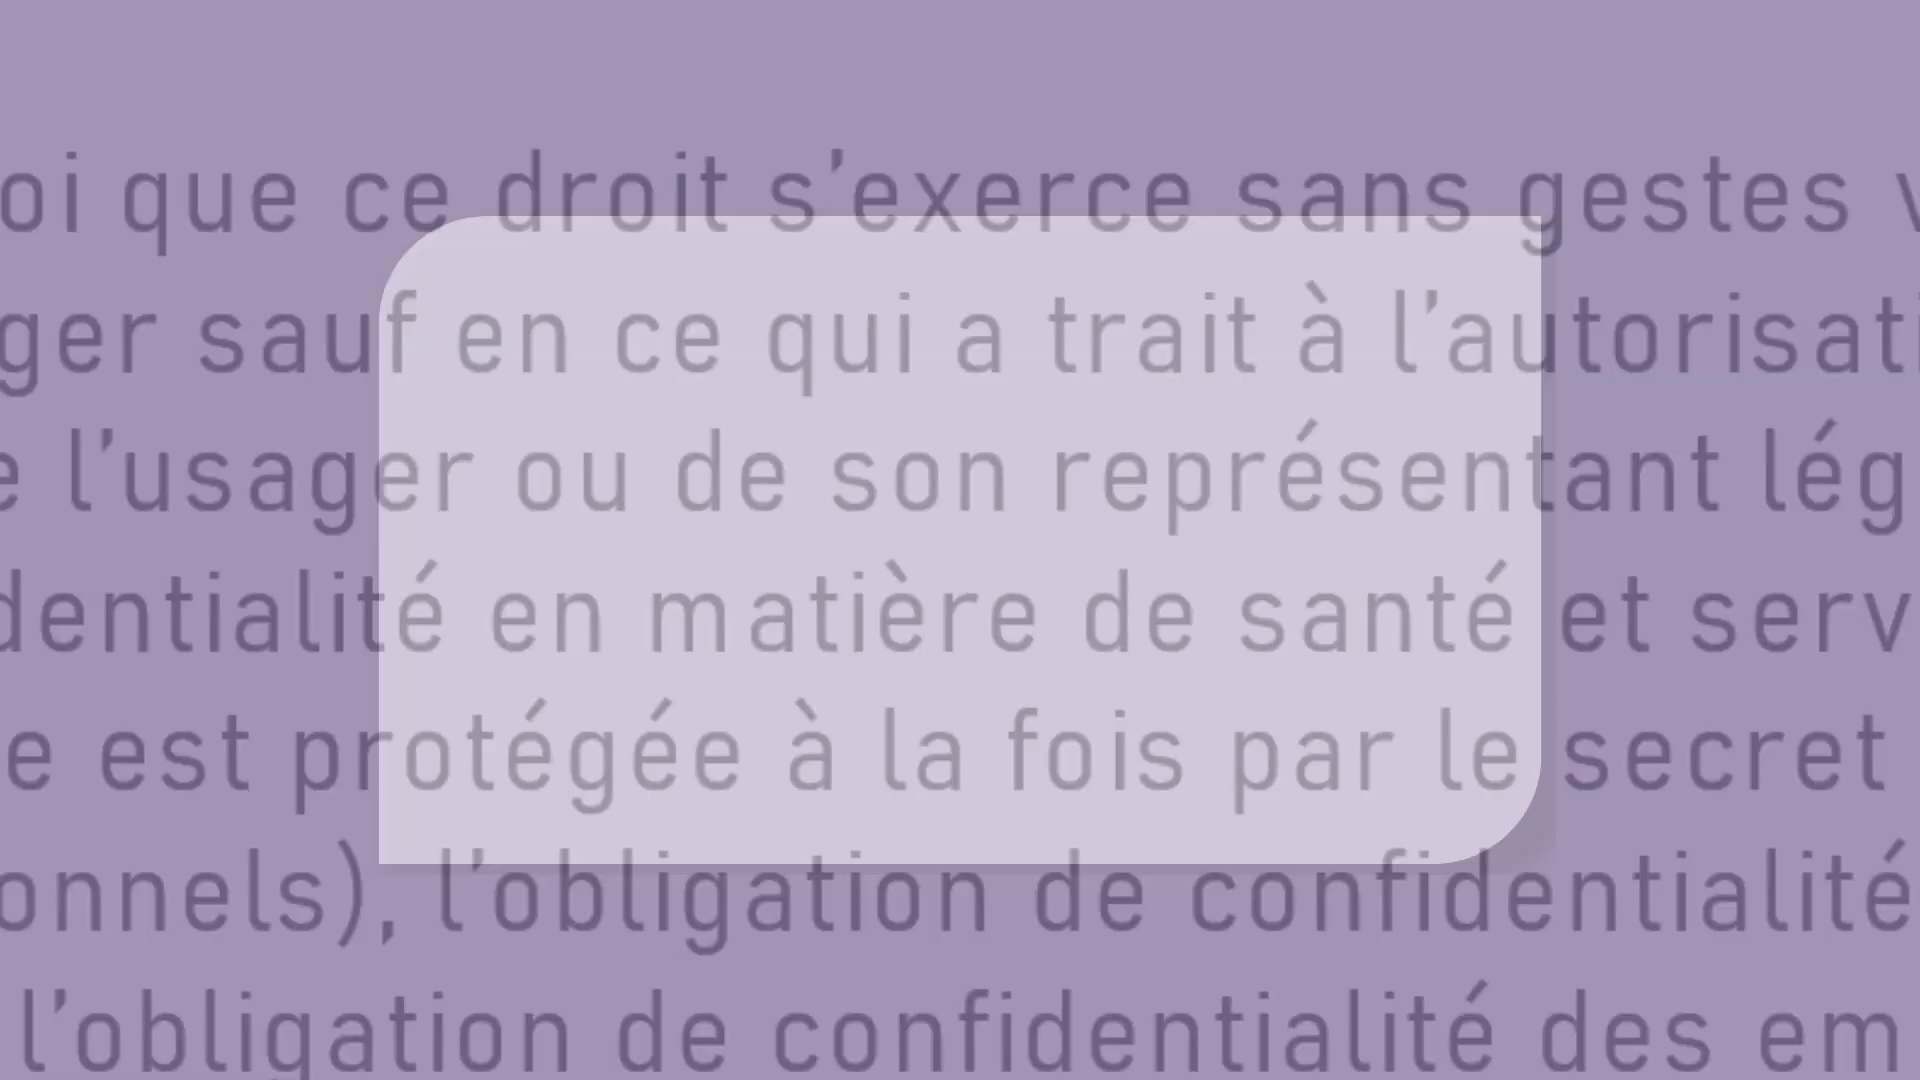 oi que ce droit s’exerce sans gestes v
ger sauf en ce qui a trait à l’autorisati
e l’usager ou de son représentant lég
dentialité en matière de santé et serv
e est protégée à la fois par le secret
onnels), l’obligation de confidentialité
l’obligation de confidentialité des em